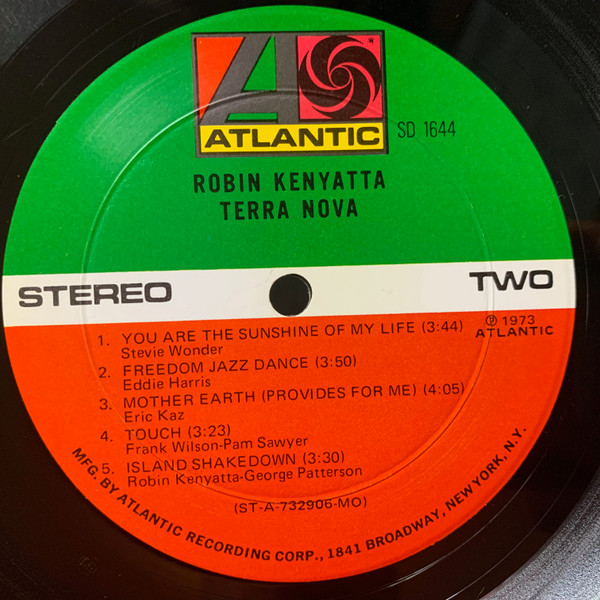 ATLANTIC
SD 1644
ROBIN KENYATTA
TERRA NOVA
STEREO
TWO
℗ 1973
ATLANTIC
1. YOU ARE THE SUNSHINE OF MY LIFE (3:44)
Stevie Wonder
2. FREEDOM JAZZ DANCE (3:50)
Eddie Harris
3. MOTHER EARTH (PROVIDES FOR ME) (4:05)
Eric Kaz
4. TOUCH (3:23)
Frank Wilson-Pam Sawyer
5. ISLAND SHAKEDOWN (3:30)
Robin Kenyatta-George Patterson
(ST-A-732906-MO)
MFG. BY ATLANTIC RECORDING CORP., 1841 BROADWAY, NEW YORK, N.Y.